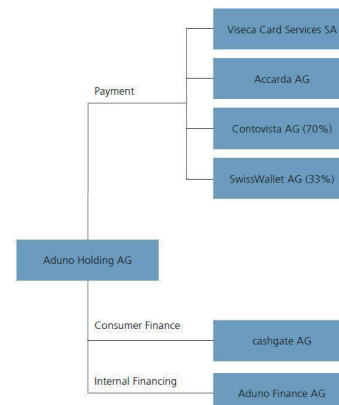 Viseca Card Services SA
Accarda AG
Payment
Contovista AG (70%)
SwissWallet AG (33%)
Aduno Holding AG
Consumer Finance
cashgate AG
Internal Financing
Aduno Finance AG